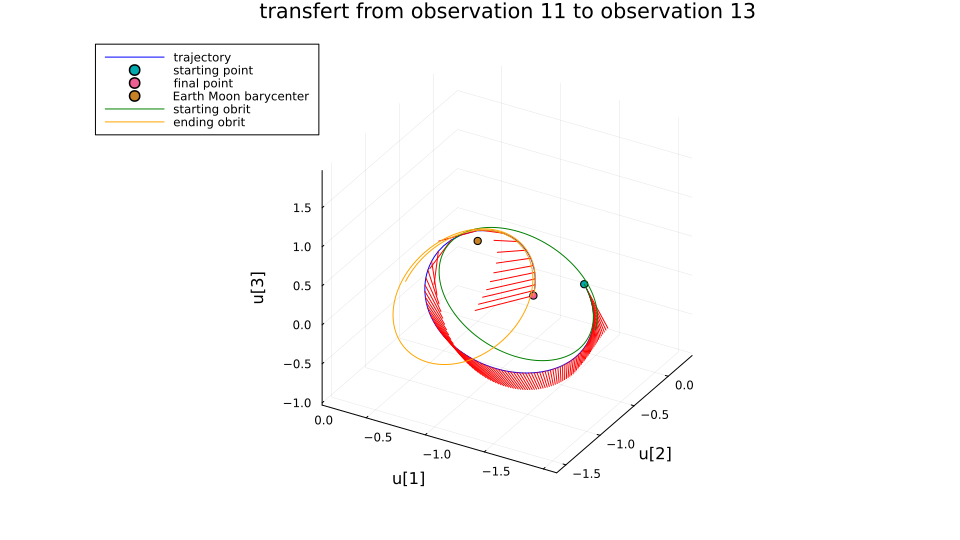 transfert from observation 11 to observation 13
trajectory
starting point
final point
Earth Moon barycenter
starting obrit
ending obrit
1.5
1.0
0.5
0.0
−0.5
−1.0
u[3]
0.0
−0.5
−1.0
−1.5
u[1]
0.0
−0.5
−1.0
−1.5
u[2]